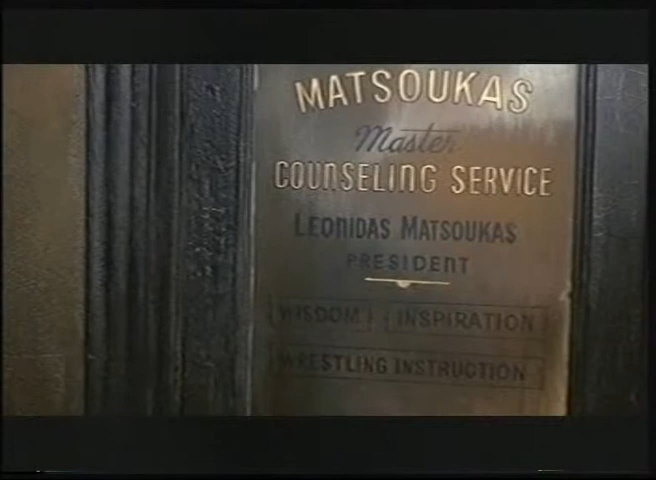 MATSOUKAS
Master
COUNSELING SERVICE
LEONIDAS MATSOUKAS
PRESIDENT
WISDOM INSPIRATION
WRESTLING INSTRUCTION